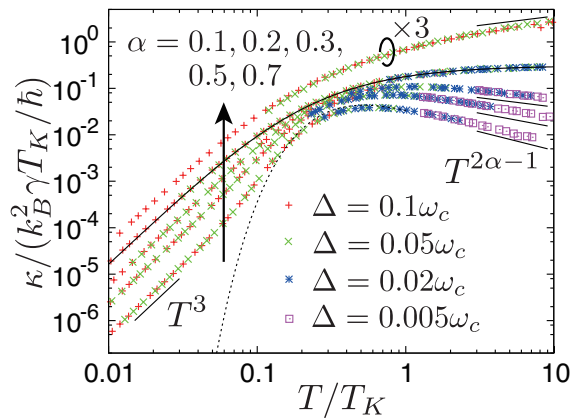 κ/(k_B^2 γT_K/ħ)
10^0
10^-1
10^-2
10^-3
10^-4
10^-5
10^-6
α = 0.1, 0.2, 0.3,
0.5, 0.7
×3
T^{2α−1}
T^3
+ Δ = 0.1ω_c
× Δ = 0.05ω_c
Δ = 0.02ω_c
Δ = 0.005ω_c
0.01 0.1 1 10
T/T_K